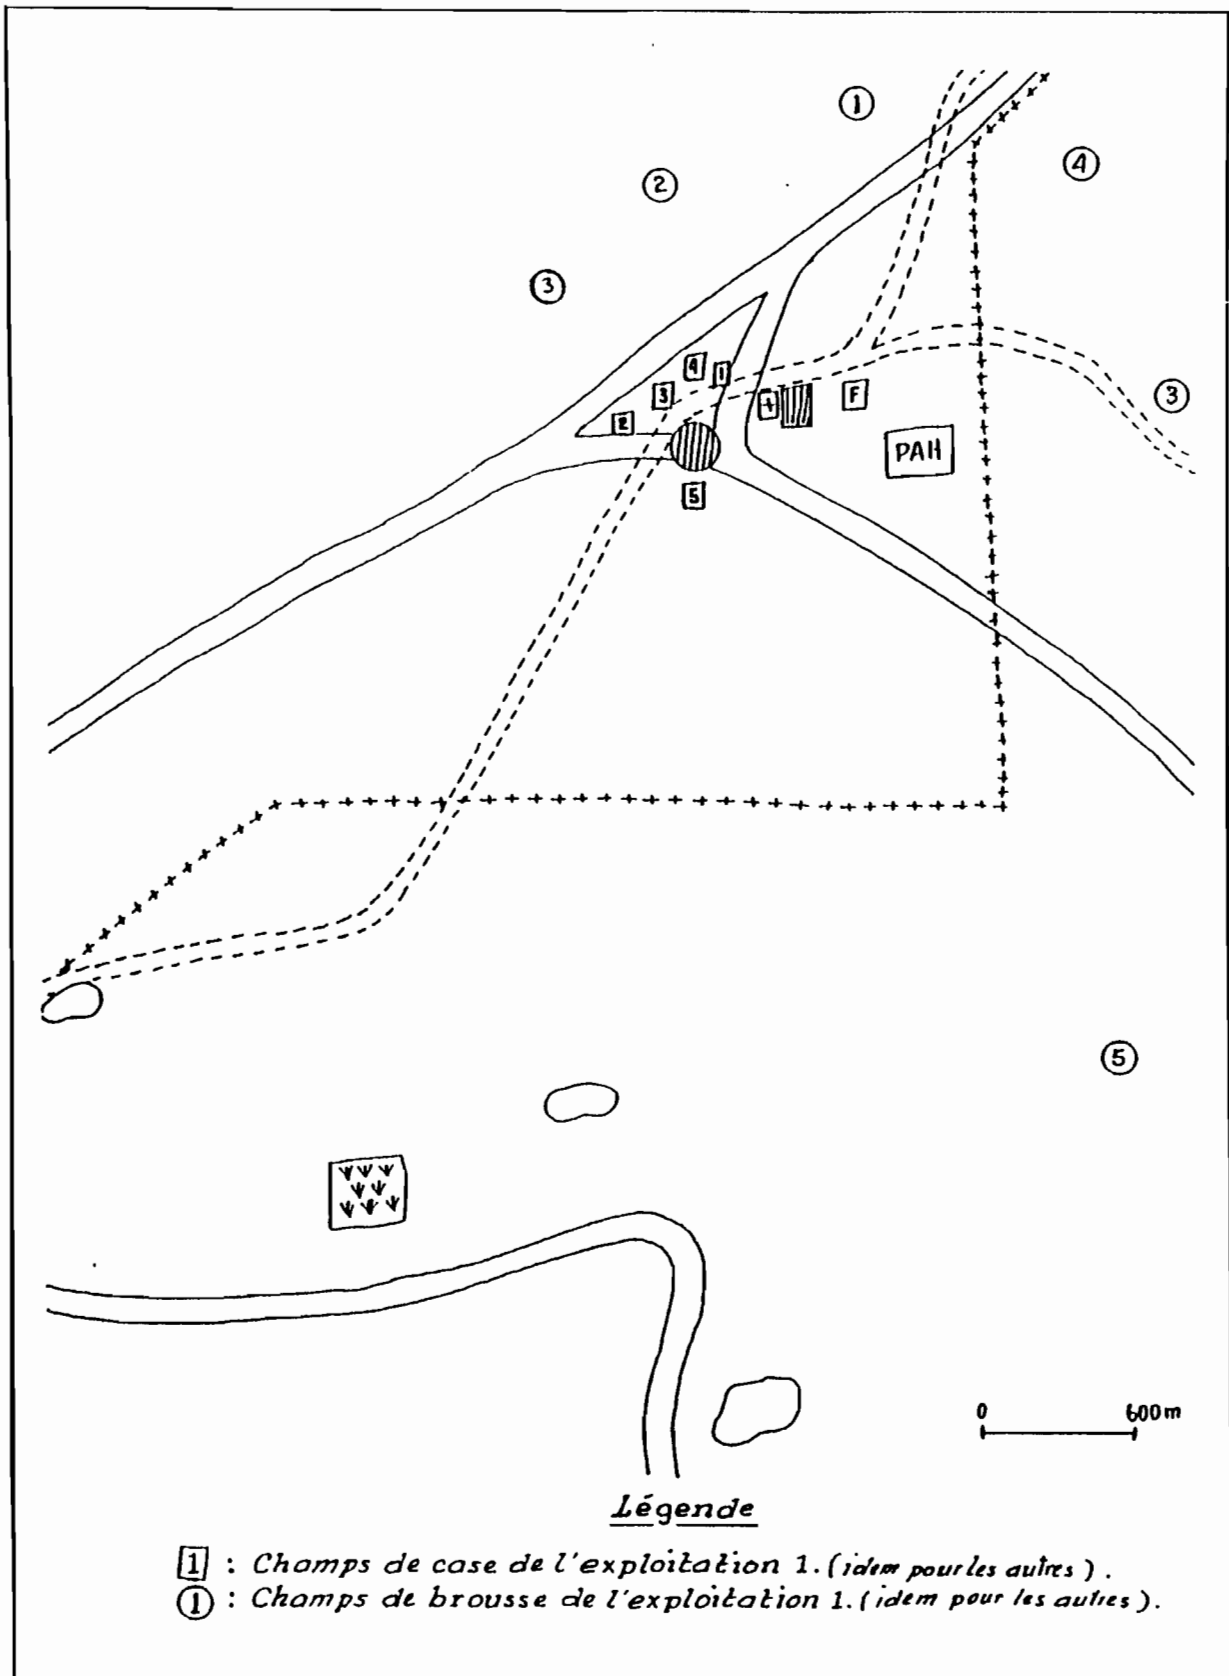 1
2
4
3
3
4
1
3
2
F
PAH
5
5
0 600m
Légende
1 : Champs de case de l'exploitation 1. (idem pour les autres).
1 : Champs de brousse de l'exploitation 1. (idem pour les autres).